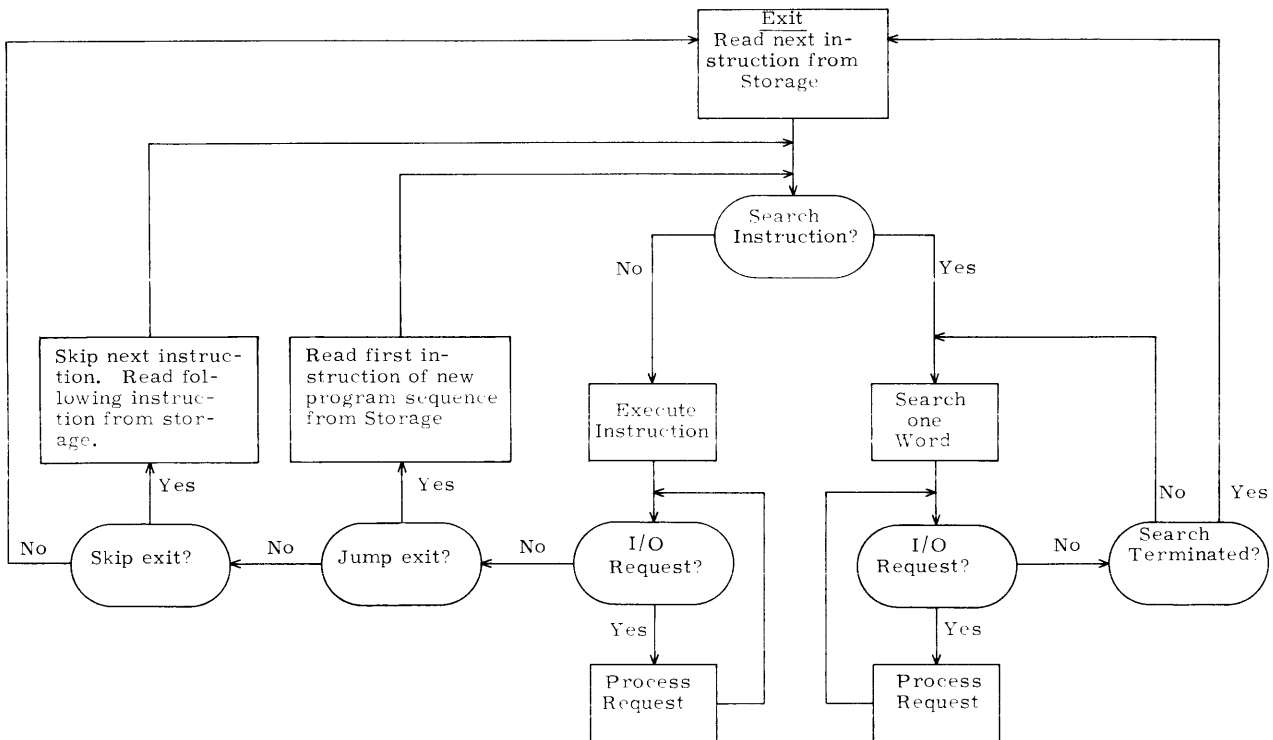 Exit
Read next in-
struction from
Storage
Search
Instruction?
No
Yes
Skip next instruc-
tion. Read fol-
lowing instruc-
tion from stor-
age.
Read first in-
struction of new
program sequence
from Storage
Execute
Instruction
Search
one
Word
Yes
Yes
No
Yes
No
Skip exit?
No
Jump exit?
No
I/O
Request?
I/O
Request?
No
Search
Terminated?
Yes
Yes
Process
Request
Process
Request